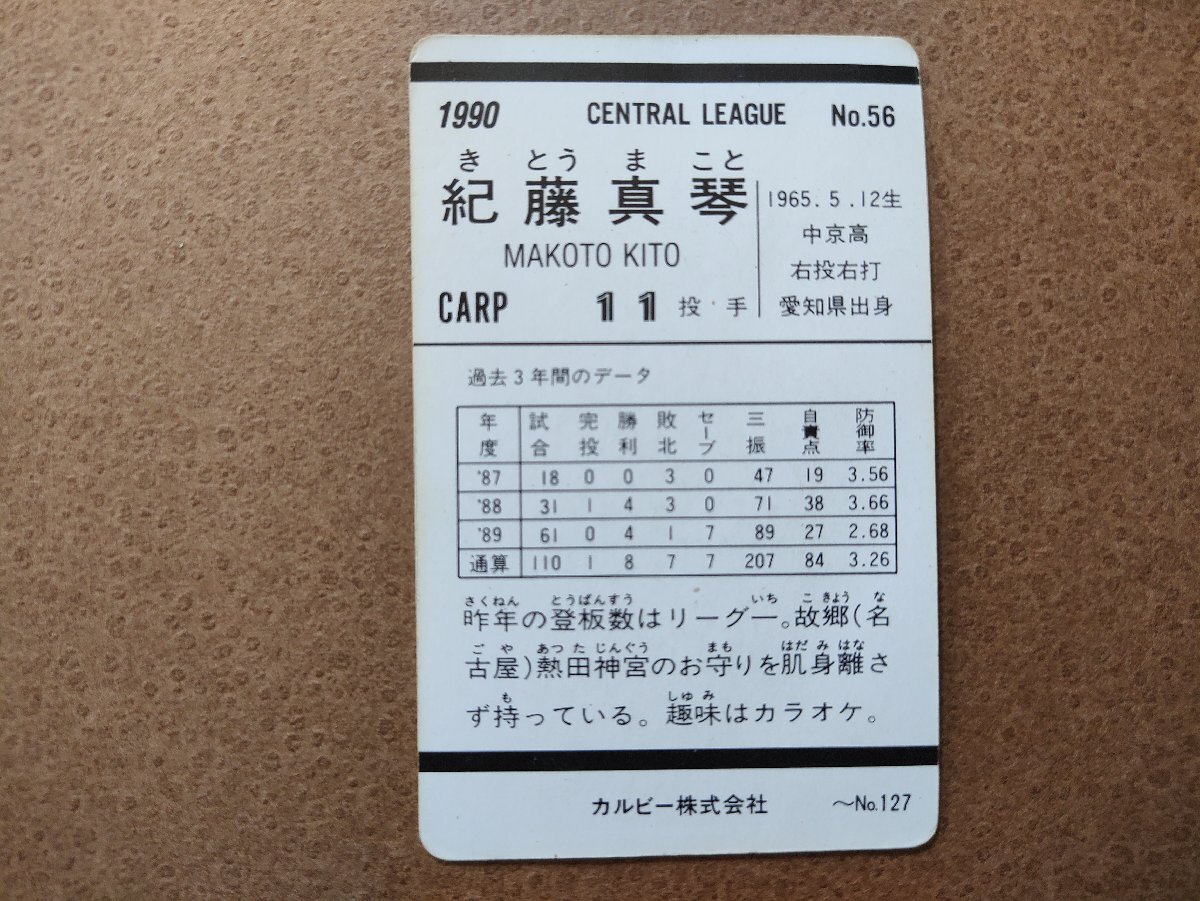 1990 CENTRAL LEAGUE No.56
き とう ま こと
紀藤真琴
MAKOTO KITO
CARP 11 投手
1965.5.12生
中京高
右投右打
愛知県出身
過去3年間のデータ
年度 試合 完投 勝利 敗北 セーブ 三振 自責点 防御率
'87 18 0 0 3 0 47 19 3.56
'88 31 1 4 3 0 71 38 3.66
'89 61 0 4 1 7 89 27 2.68
通算 110 1 8 7 7 207 84 3.26
さくねん とうばんすう いち こ きょう な
昨年の登板数はリーグ一。故郷(名
ご や あつ た じんぐう まも はだ み はな
古屋)熱田神宮のお守りを肌身離さ
も しゅ み
ず持っている。趣味はカラオケ。
カルビー株式会社 〜No.127